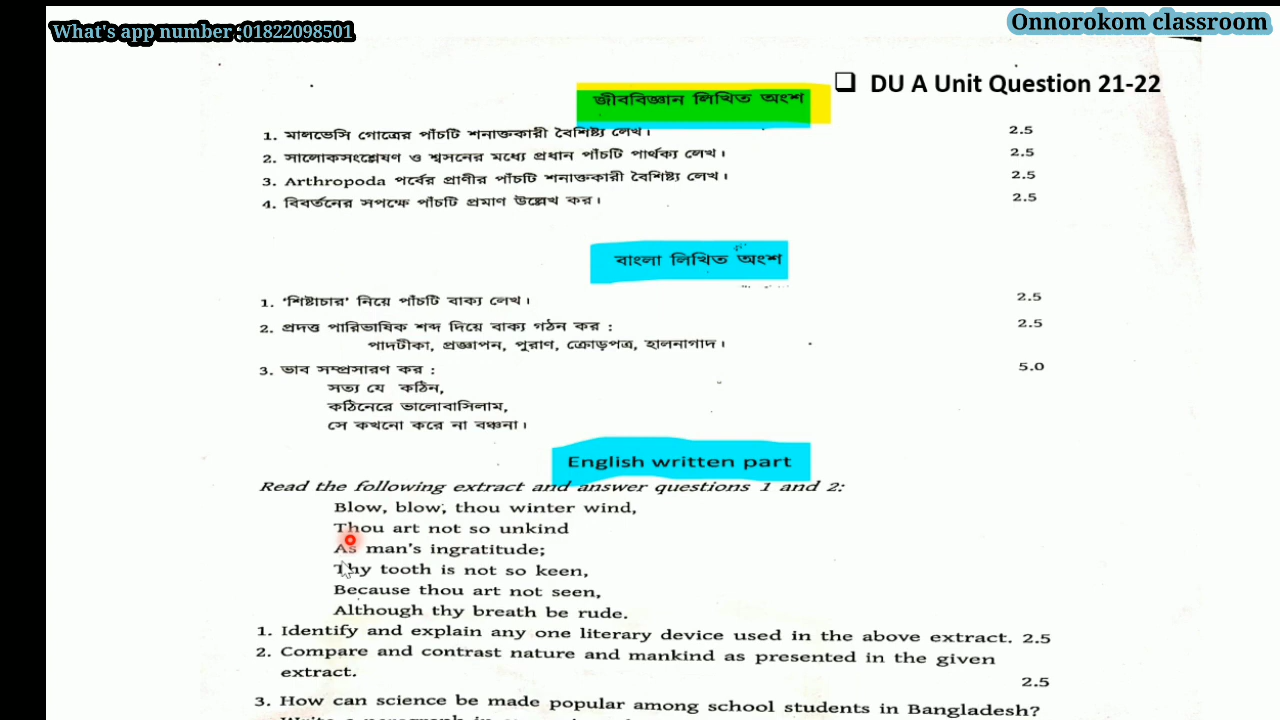 What's app number :01822098501
Onnorokom classroom
❑ DU A Unit Question 21-22
জীববিজ্ঞান লিখিত অংশ
1. মালভেসি গোত্রের পাঁচটি শনাক্তকারী বৈশিষ্ট্য লেখ। 2.5
2. সালোকসংশ্লেষণ ও শ্বসনের মধ্যে প্রধান পাঁচটি পার্থক্য লেখ। 2.5
3. Arthropoda পর্বের প্রাণীর পাঁচটি শনাক্তকারী বৈশিষ্ট্য লেখ। 2.5
4. বিবর্তনের সপক্ষে পাঁচটি প্রমাণ উল্লেখ কর। 2.5
বাংলা লিখিত অংশ
1. ‘শিষ্টাচার’ নিয়ে পাঁচটি বাক্য লেখ। 2.5
2. প্রদত্ত পারিভাষিক শব্দ দিয়ে বাক্য গঠন কর : 2.5
পাদটীকা, প্রজ্ঞাপন, পুরাণ, ক্রোড়পত্র, হালনাগাদ।
3. ভাব সম্প্রসারণ কর : 5.0
সত্য যে কঠিন,
কঠিনেরে ভালোবাসিলাম,
সে কখনো করে না বঞ্চনা।
English written part
Read the following extract and answer questions 1 and 2:
Blow, blow, thou winter wind,
Thou art not so unkind
As man's ingratitude;
Thy tooth is not so keen,
Because thou art not seen,
Although thy breath be rude.
1. Identify and explain any one literary device used in the above extract. 2.5
2. Compare and contrast nature and mankind as presented in the given
extract. 2.5
3. How can science be made popular among school students in Bangladesh?